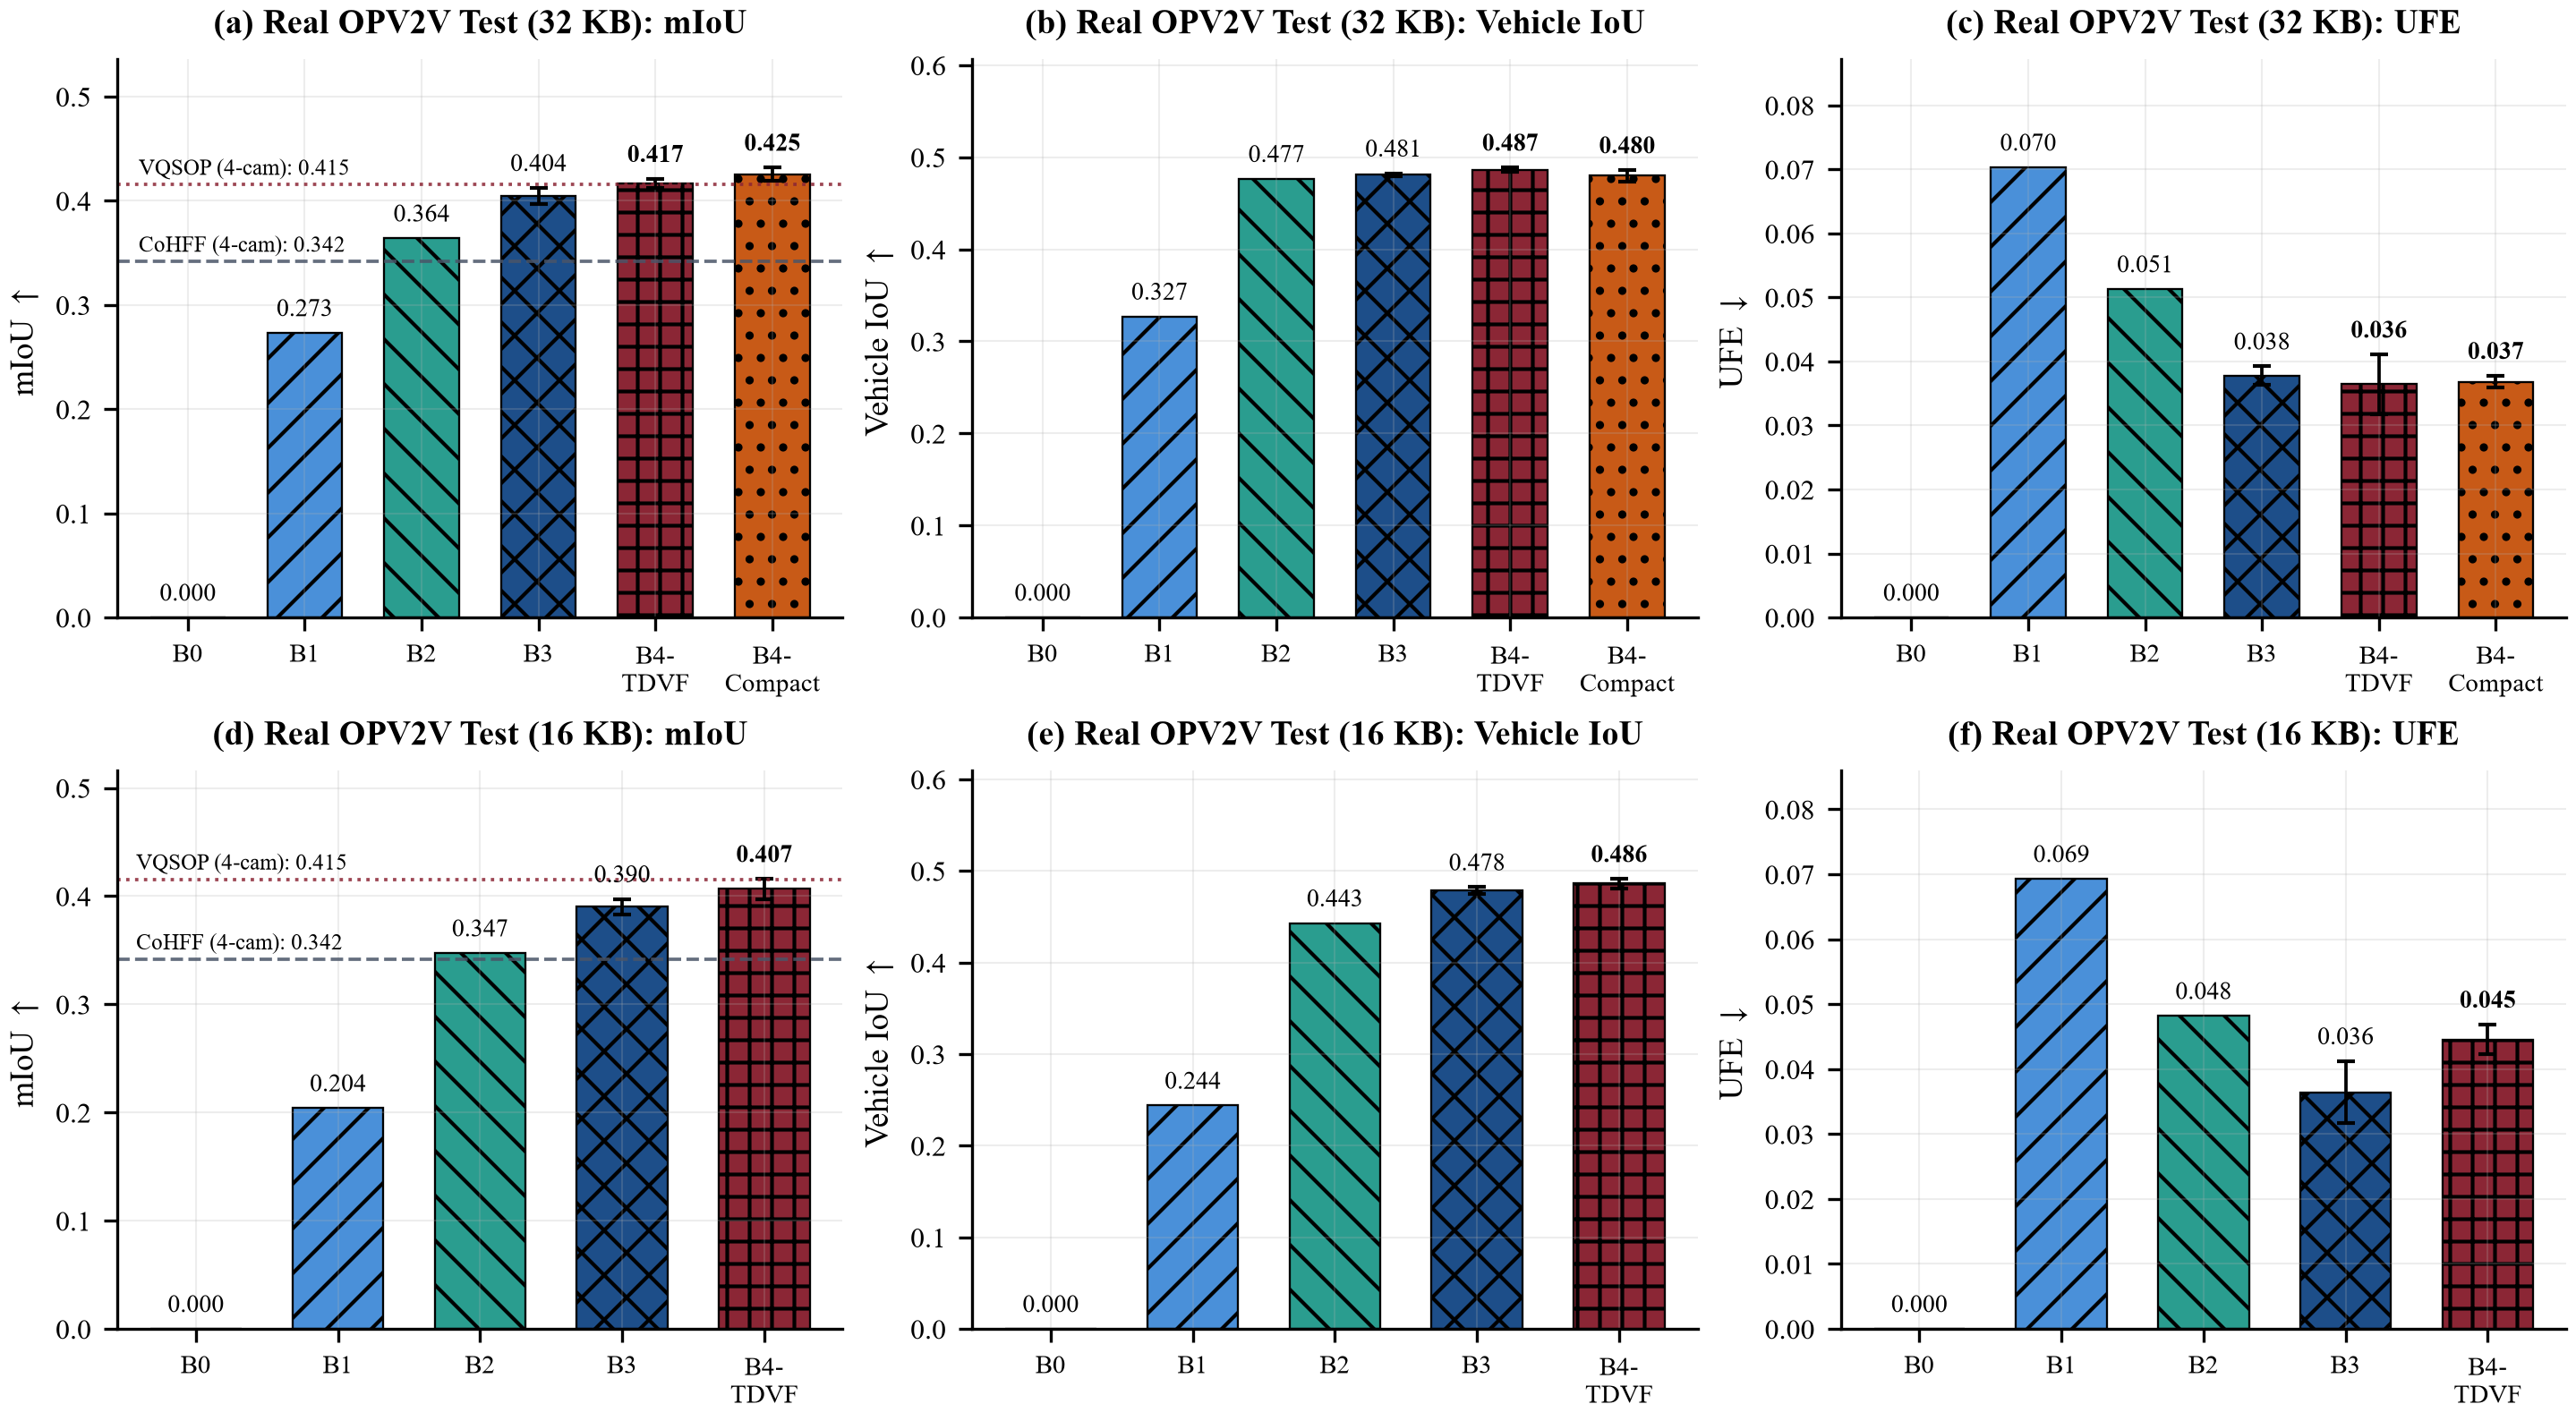 (a) Real OPV2V Test (32 KB): mIoU
mIoU ↑
0.5
0.4
0.3
0.2
0.1
0.0
VQSOP (4-cam): 0.415
CoHFF (4-cam): 0.342
0.000
0.273
0.364
0.404
0.417
0.425
B0
B1
B2
B3
B4-
TDVF
B4-
Compact
(b) Real OPV2V Test (32 KB): Vehicle IoU
Vehicle IoU ↑
0.6
0.5
0.4
0.3
0.2
0.1
0.0
0.000
0.327
0.477
0.481
0.487
0.480
B0
B1
B2
B3
B4-
TDVF
B4-
Compact
(c) Real OPV2V Test (32 KB): UFE
UFE ↓
0.08
0.07
0.06
0.05
0.04
0.03
0.02
0.01
0.00
0.000
0.070
0.051
0.038
0.036
0.037
B0
B1
B2
B3
B4-
TDVF
B4-
Compact
(d) Real OPV2V Test (16 KB): mIoU
mIoU ↑
0.5
0.4
0.3
0.2
0.1
0.0
VQSOP (4-cam): 0.415
CoHFF (4-cam): 0.342
0.000
0.204
0.347
0.390
0.407
B0
B1
B2
B3
B4-
TDVF
(e) Real OPV2V Test (16 KB): Vehicle IoU
Vehicle IoU ↑
0.6
0.5
0.4
0.3
0.2
0.1
0.0
0.000
0.244
0.443
0.478
0.486
B0
B1
B2
B3
B4-
TDVF
(f) Real OPV2V Test (16 KB): UFE
UFE ↓
0.08
0.07
0.06
0.05
0.04
0.03
0.02
0.01
0.00
0.000
0.069
0.048
0.036
0.045
B0
B1
B2
B3
B4-
TDVF